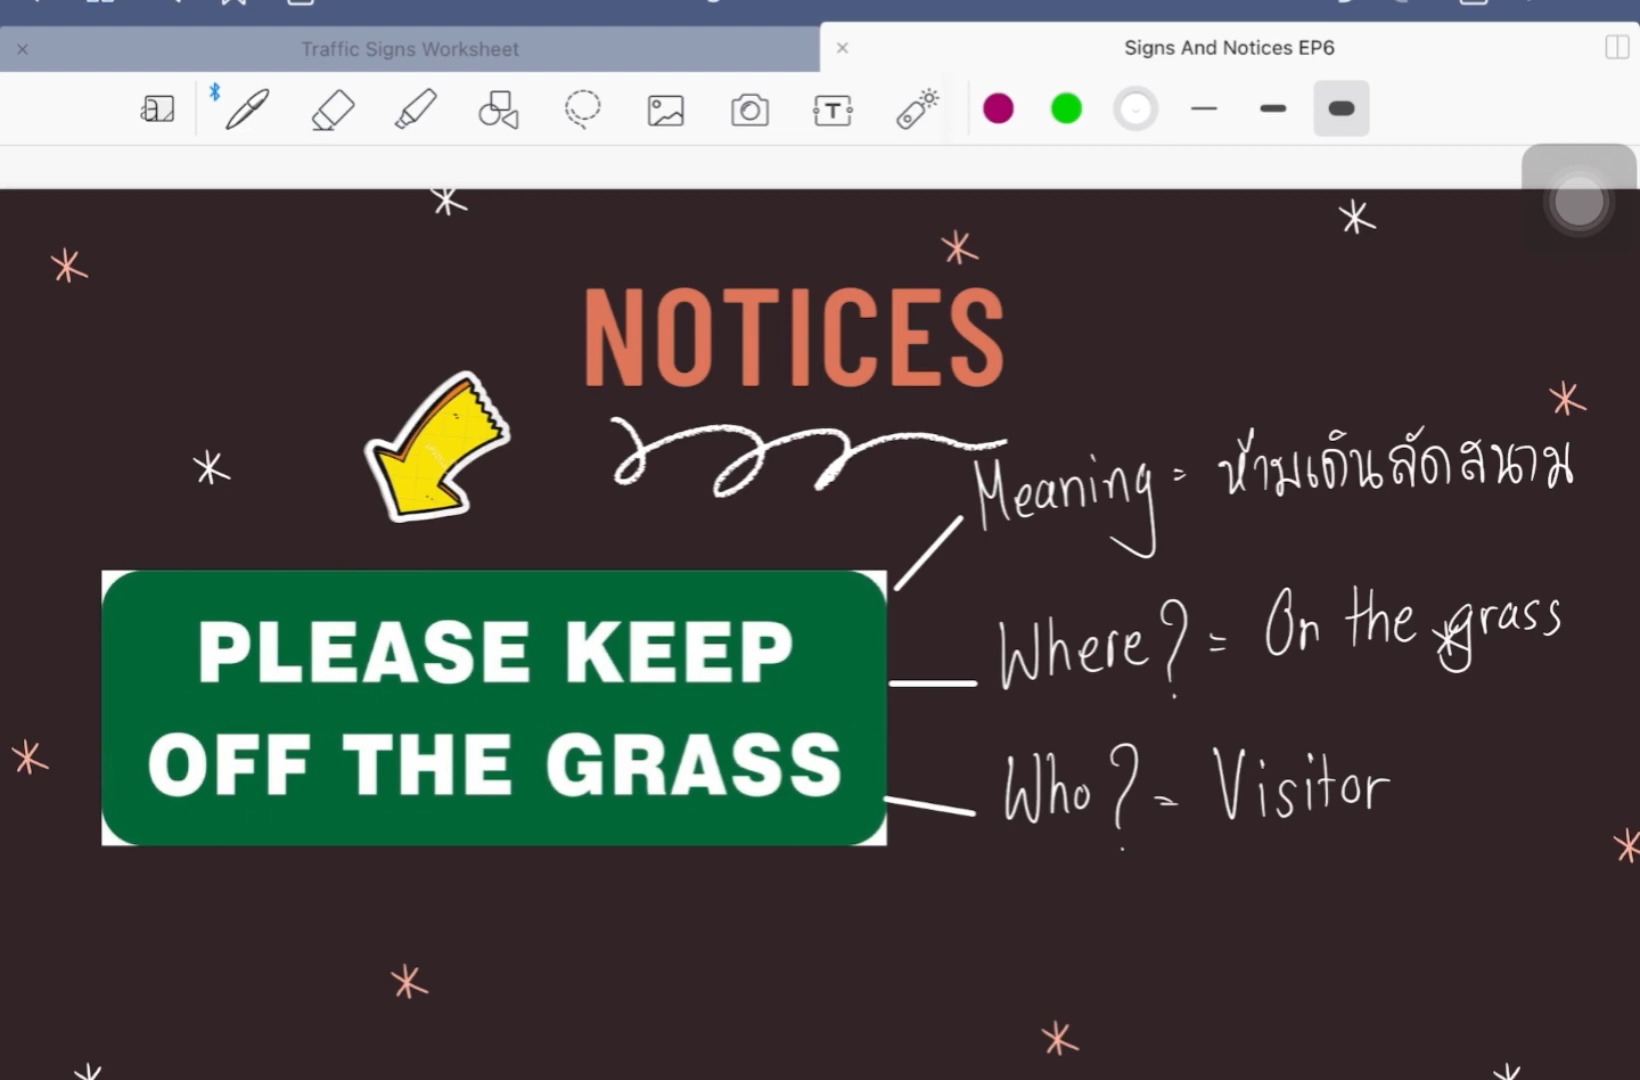 Traffic Signs Worksheet
Signs And Notices EP6
NOTICES
Meaning = ห้ามเดินลัดสนาม
PLEASE KEEP
OFF THE GRASS
Where? = On the grass
Who? = Visitor